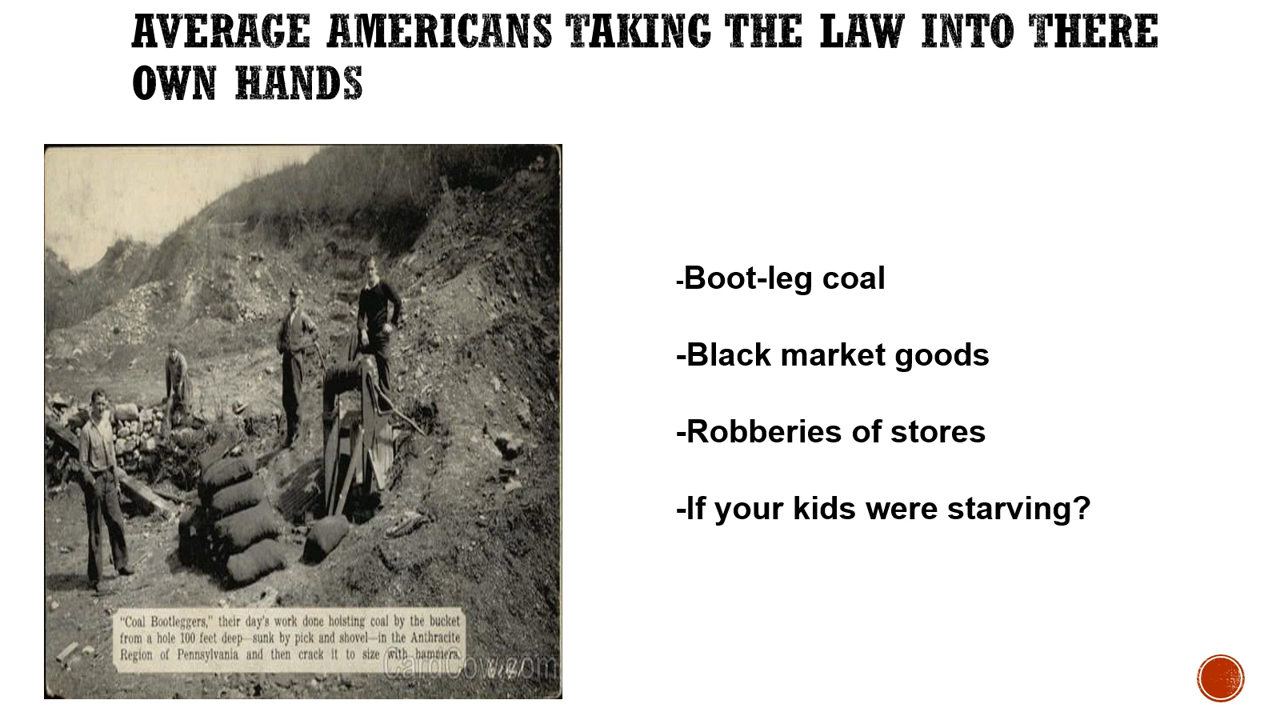 AVERAGE AMERICANS TAKING THE LAW INTO THERE
OWN HANDS
-Boot-leg coal
-Black market goods
-Robberies of stores
-If your kids were starving?
"Coal Bootleggers," their day's work done hoisting coal by the bucket
from a hole 100 feet deep—sunk by pick and shovel—in the Anthracite
Region of Pennsylvania and then crack it to size with hammers.
CardCow.com